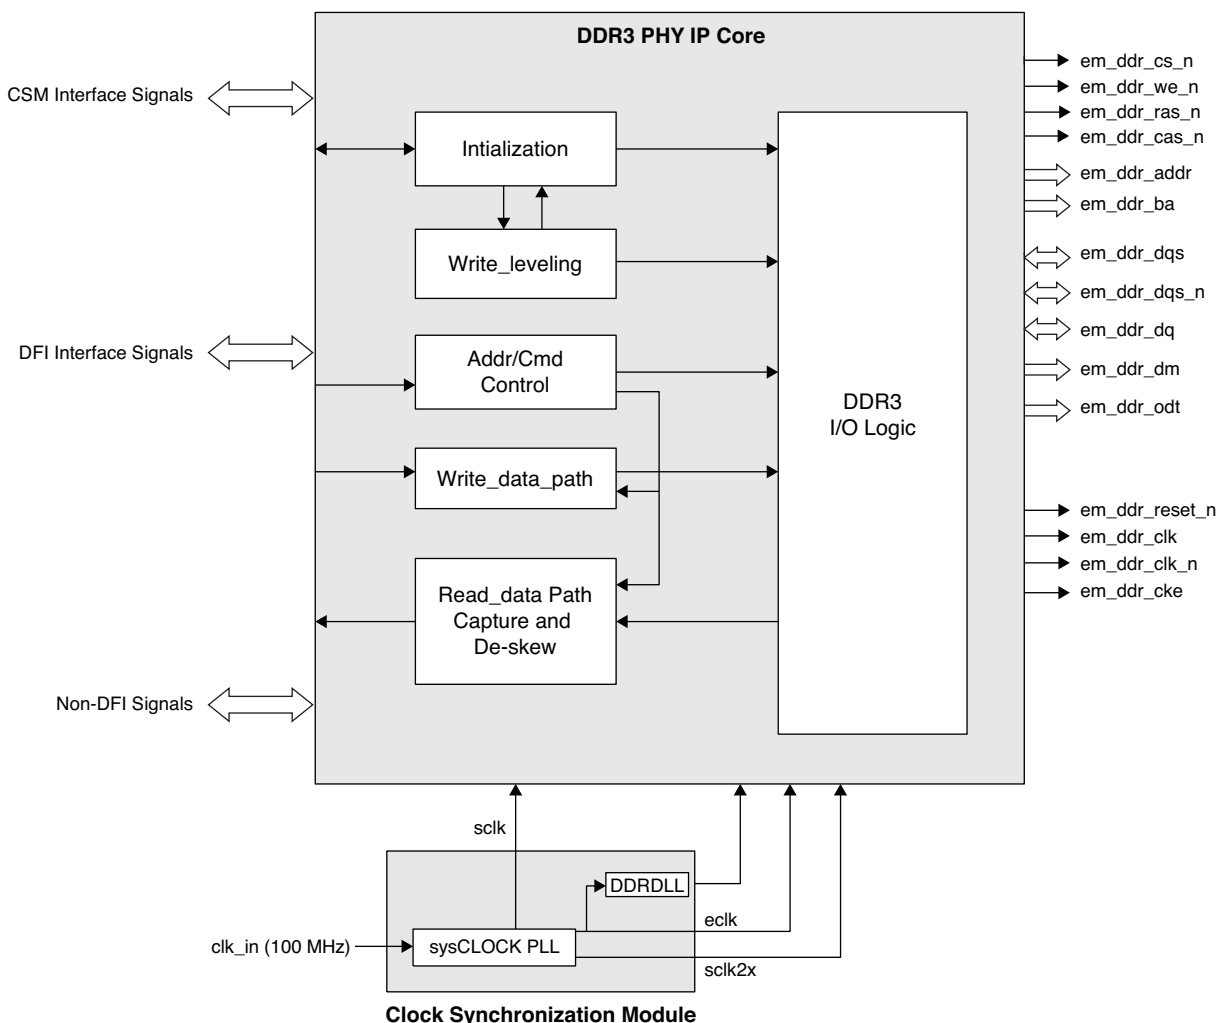 DDR3 PHY IP Core
CSM Interface Signals
em_ddr_cs_n
em_ddr_we_n
em_ddr_ras_n
em_ddr_cas_n
Intialization
em_ddr_addr
em_ddr_ba
Write_leveling
em_ddr_dqs
em_ddr_dqs_n
em_ddr_dq
DFI Interface Signals
Addr/Cmd
Control
em_ddr_dm
em_ddr_odt
DDR3
I/O Logic
Write_data_path
em_ddr_reset_n
em_ddr_clk
em_ddr_clk_n
em_ddr_cke
Read_data Path
Capture and
De-skew
Non-DFI Signals
sclk
DDRDLL
eclk
clk_in (100 MHz)
sysCLOCK PLL
sclk2x
Clock Synchronization Module